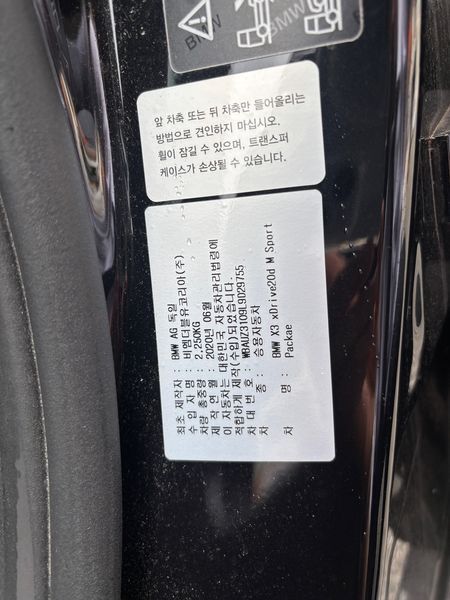 BMW
BMW
앞 차축 또는 뒤 차축만 들어올리는
방법으로 견인하지 마십시오.
휠이 잠길 수 있으며, 트랜스퍼
케이스가 손상될 수 있습니다.
최초 제작자 : BMW AG 독일
수 입 자 명 : 비엠더블유코리아(주)
차량 총중량 : 2,250KG
제 작 연 월 : 2020년 06월
이 자동차는 대한민국 자동차관리법령에
적합하게 제작(수입)되었습니다.
차 대 번 호 : WBAUZ3109L9D29755
차 종 : 승용자동차
차 명 : BMW X3 xDrive20d M Sport
Packae